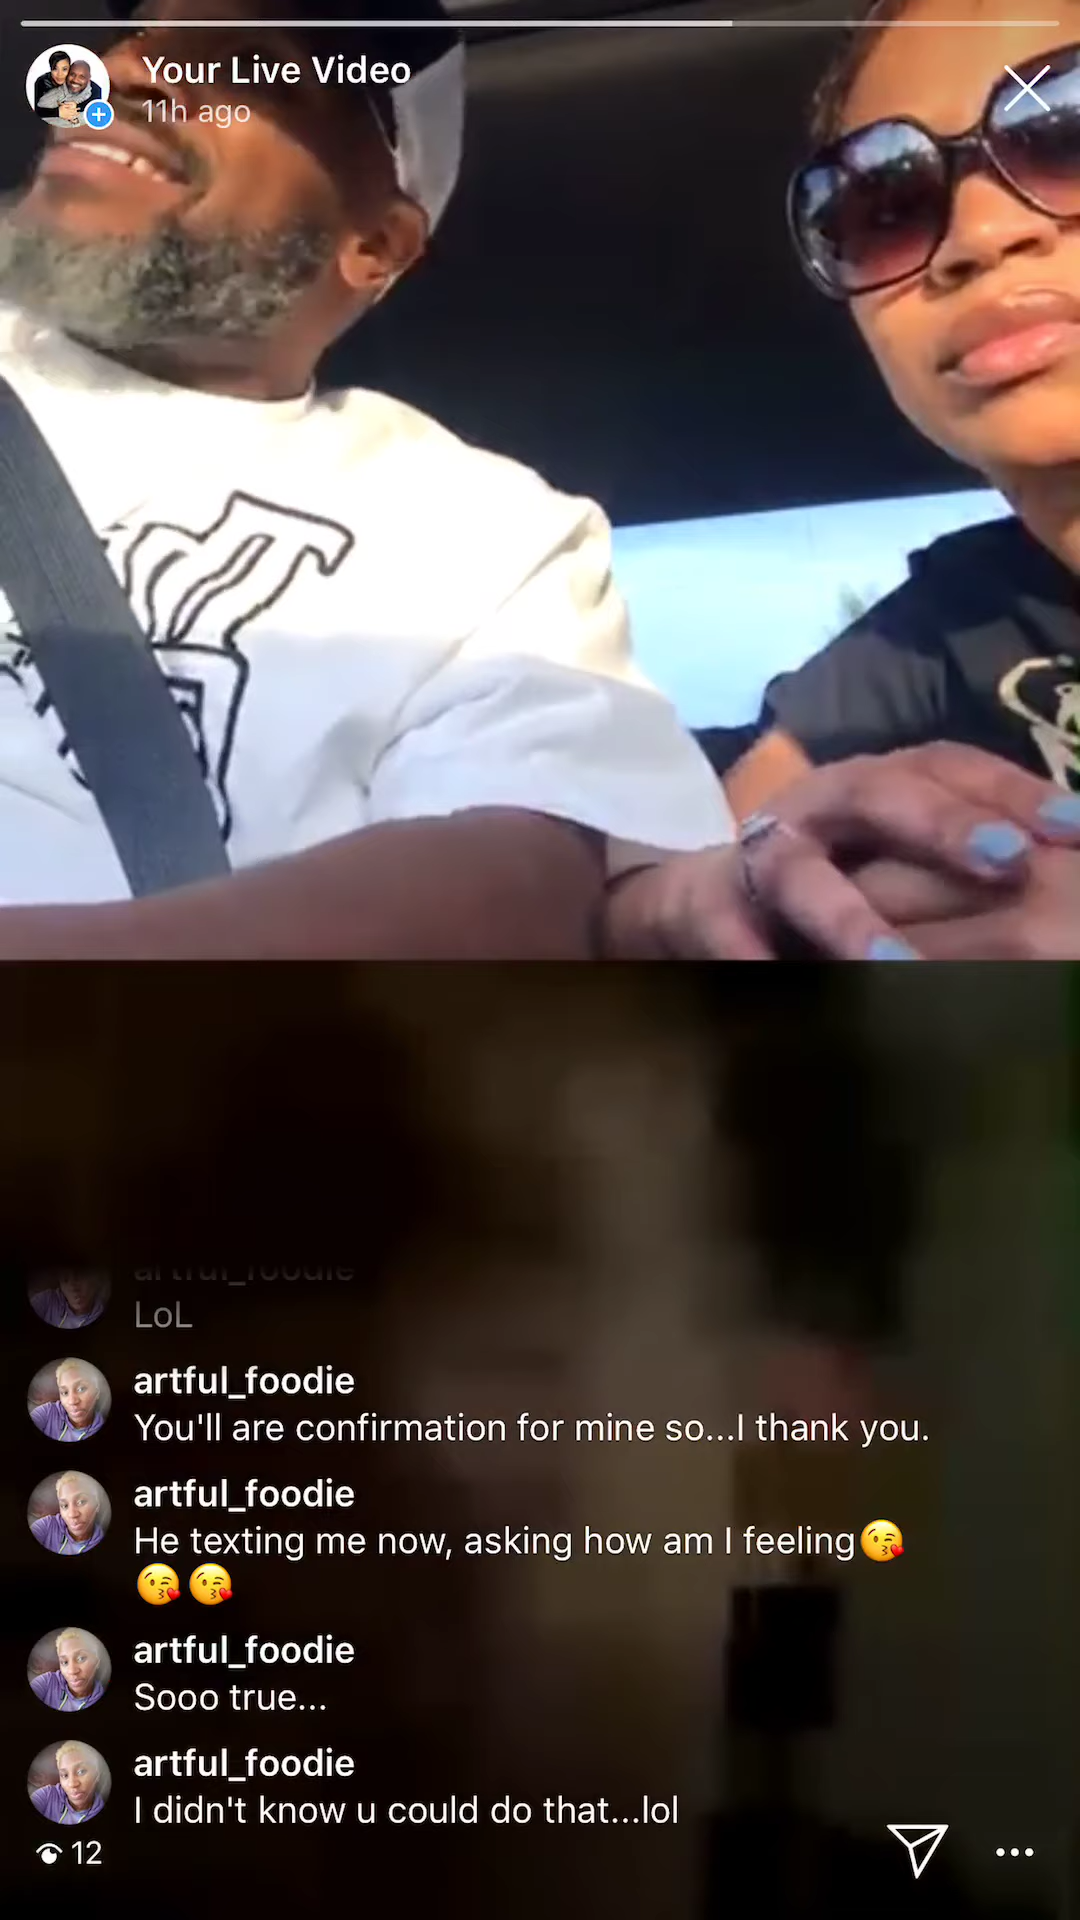 Your Live Video
11h ago
artful_foodie
LoL
artful_foodie
You'll are confirmation for mine so...I thank you.
artful_foodie
He texting me now, asking how am I feeling😘
😘😘
artful_foodie
Sooo true...
artful_foodie
I didn't know u could do that...lol
12